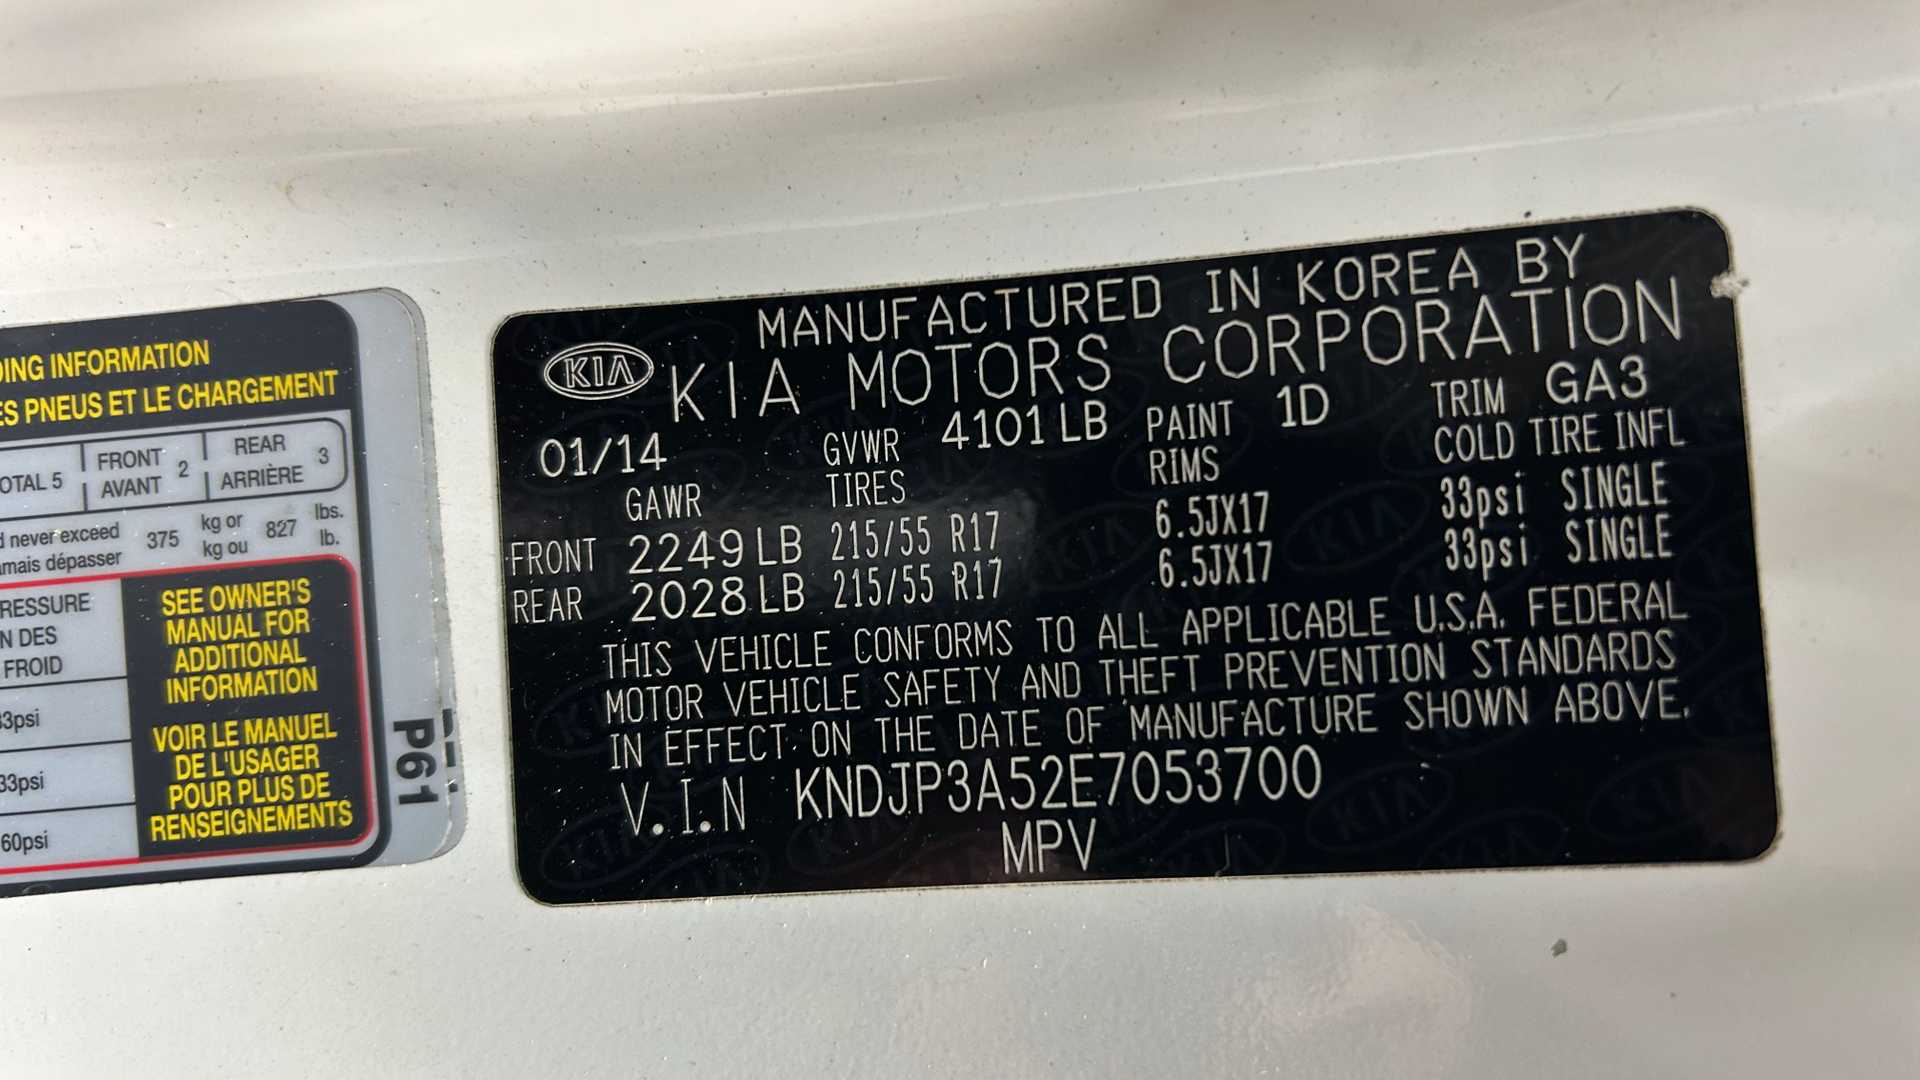 DING INFORMATION
ES PNEUS ET LE CHARGEMENT
OTAL 5 FRONT AVANT 2 REAR ARRIÈRE 3
d never exceed 375 kg or 827 lbs.
amais dépasser kg ou lb.
RESSURE
N DES
FROID
33psi
33psi
60psi
SEE OWNER'S
MANUAL FOR
ADDITIONAL
INFORMATION
VOIR LE MANUEL
DE L'USAGER
POUR PLUS DE
RENSEIGNEMENTS
P61
MANUFACTURED IN KOREA BY
KIA KIA MOTORS CORPORATION
01/14 GVWR 4101 LB PAINT 1D TRIM GA3
GAWR TIRES RIMS COLD TIRE INFL
FRONT 2249 LB 215/55 R17 6.5JX17 33psi SINGLE
REAR 2028 LB 215/55 R17 6.5JX17 33psi SINGLE
THIS VEHICLE CONFORMS TO ALL APPLICABLE U.S.A. FEDERAL
MOTOR VEHICLE SAFETY AND THEFT PREVENTION STANDARDS
IN EFFECT ON THE DATE OF MANUFACTURE SHOWN ABOVE.
V.I.N KNDJP3A52E7053700
MPV